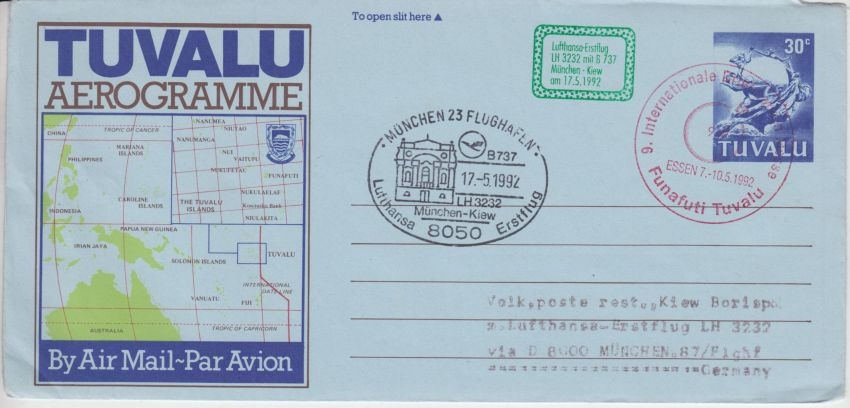 To open slit here ▲
TUVALU
AEROGRAMME
CHINA
TROPIC OF CANCER
MARIANA
ISLANDS
PHILIPPINES
CAROLINE
ISLANDS
INDONESIA
PAPUA NEW GUINEA
IRIAN JAYA
SOLOMON ISLANDS
TUVALU
INTERNATIONAL
DATE LINE
VANUATU
FIJI
AUSTRALIA
TROPIC OF CAPRICORN
NANUMEA
NIUTAO
NANUMANGA
NUI
VAITUPU
NUKUFETAU
FUNAFUTI
NUKULAELAE
THE TUVALU
ISLANDS
NIULAKITA
By Air Mail~Par Avion
Lufthansa-Erstflug
LH 3232 mit B 737
München - Kiew
am 17.5.1992
MÜNCHEN 23 FLUGHAFEN
B737
17.-5.1992
LH 3232
München-Kiew
Lufthansa Erstflug
8050
30c
TUVALU
9. Internationale
ESSEN 7.-10.5.1992
Funafuti Tuvalu
poste rest., Kiew Borisp
Lufthansa-Erstflug LH 3232
via D 8000 MÜNCHEN 87/Flghf
Germany